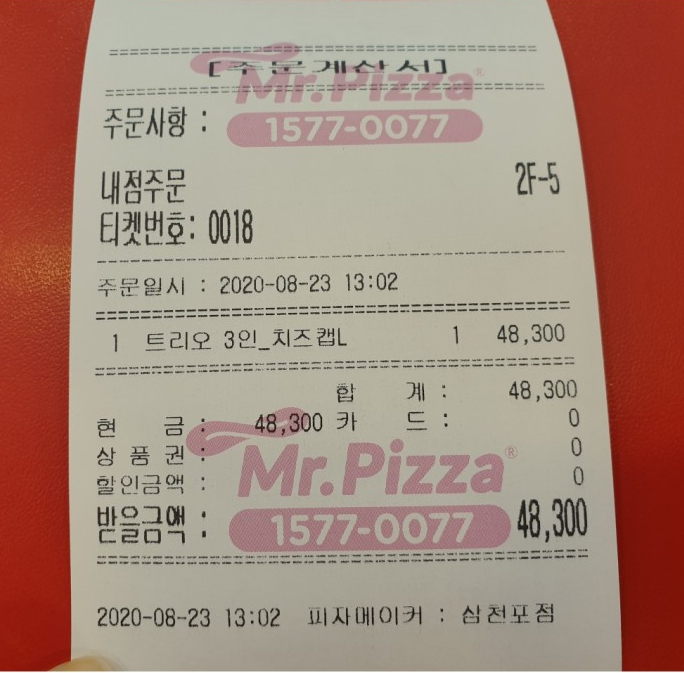 [주문계산서]
Mr.Pizza®
주문사항 :
1577-0077
내점주문 2F-5
티켓번호: 0018
주문일시 : 2020-08-23 13:02
1 트리오 3인_치즈캡L 1 48,300
합 계 : 48,300
현 금 : 48,300 카 드 : 0
상 품 권 : 0
할인금액 : 0
Mr.Pizza®
받을금액 : 48,300
1577-0077
2020-08-23 13:02 피자메이커 : 삼천포점